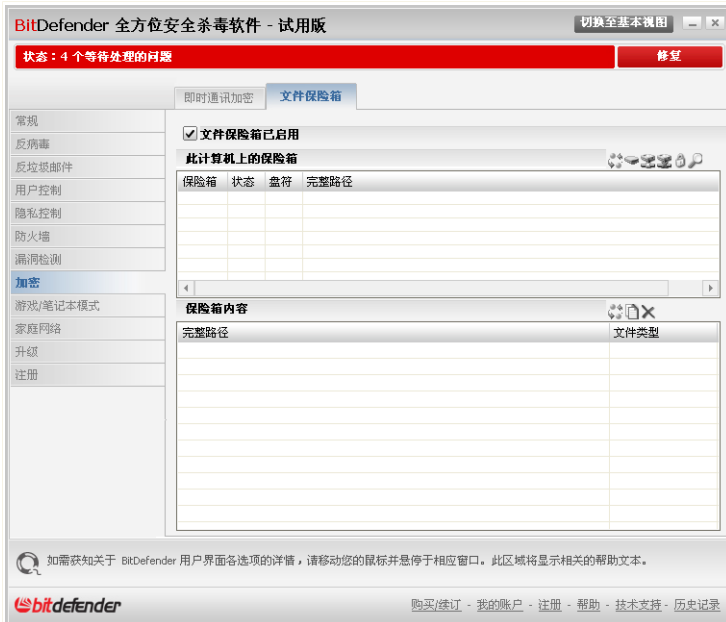 BitDefender 全方位安全杀毒软件 - 试用版
切换至基本视图
状态：4 个等待处理的问题
修复
即时通讯加密
文件保险箱
常规
反病毒
反垃圾邮件
用户控制
隐私控制
防火墙
漏洞检测
加密
游戏/笔记本模式
家庭网络
升级
注册
文件保险箱已启用
此计算机上的保险箱
保险箱 状态 盘符 完整路径
保险箱内容
完整路径 文件类型
如需获知关于 BitDefender 用户界面各选项的详情，请移动您的鼠标并悬停于相应窗口。此区域将显示相关的帮助文本。
bitdefender
购买/续订 - 我的账户 - 注册 - 帮助 - 技术支持 - 历史记录